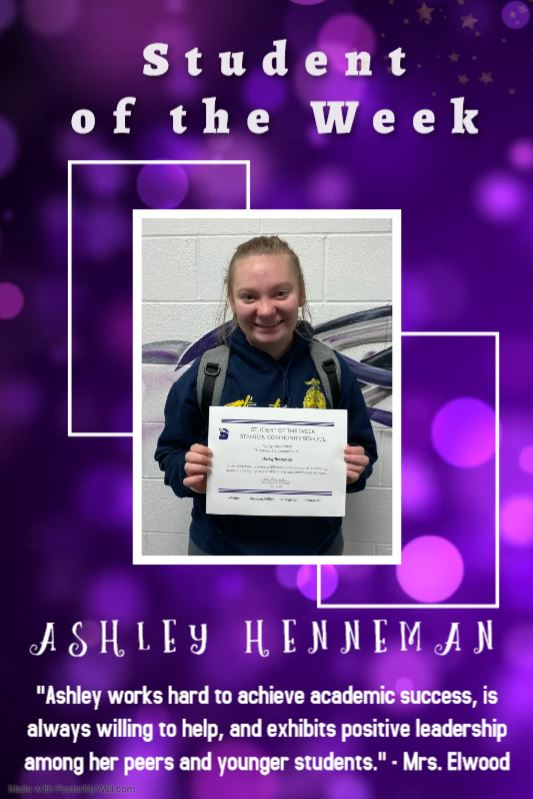 Student
of the Week
STUDENT OF THE WEEK
STANTON COMMUNITY SCHOOL
Ashley Henneman
ASHLEY HENNEMAN
"Ashley works hard to achieve academic success, is
always willing to help, and exhibits positive leadership
among her peers and younger students." - Mrs. Elwood
Made with PosterMyWall.com